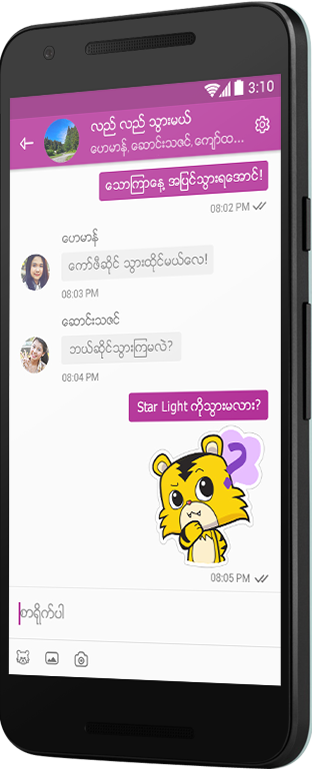 3:10
လည် လည် သွားမယ်
ဟေမာန်, ဆောင်းသဇင်, ကျော်ထ...
သောကြာနေ့ အပြင်သွားရအောင်!
08:02 PM
ဟေမာန်
ကော်ဖီဆိုင် သွားထိုင်မယ်လေ!
08:03 PM
ဆောင်းသဇင်
ဘယ်ဆိုင်သွားကြမလဲ?
08:04 PM
Star Light ကိုသွားမလား?
?
08:05 PM
စာရိုက်ပါ